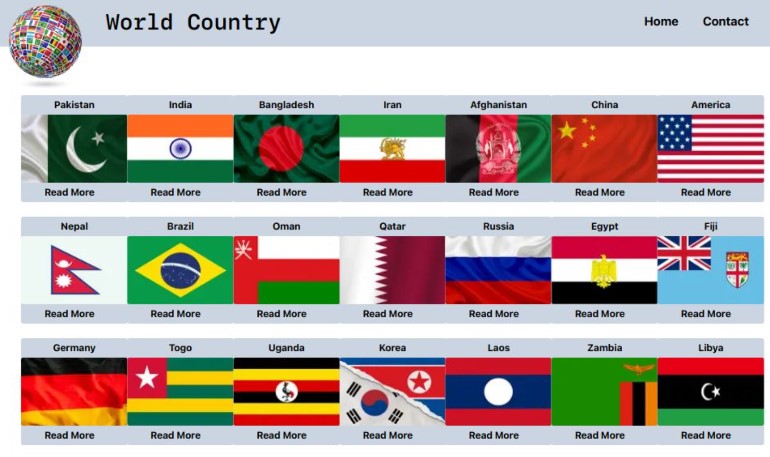 World Country
Home Contact
Pakistan India Bangladesh Iran Afghanistan China America
Read More Read More Read More Read More Read More Read More Read More
Nepal Brazil Oman Qatar Russia Egypt Fiji
Read More Read More Read More Read More Read More Read More Read More
Germany Togo Uganda Korea Laos Zambia Libya
Read More Read More Read More Read More Read More Read More Read More